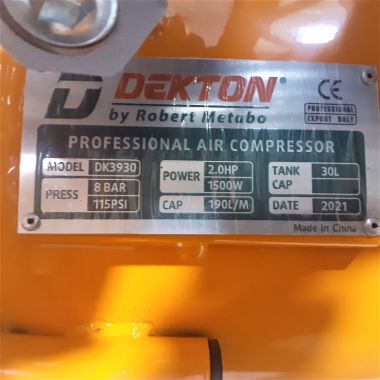 DEKTON®
by Robert Metabo
CE
PROFESSIONAL
EXPORT ONLY
PROFESSIONAL AIR COMPRESSOR
MODEL DK3930
PRESS 8 BAR
115PSI
POWER 2.0HP
1500W
CAP 190L/M
TANK CAP 30L
DATE 2021
Made in China